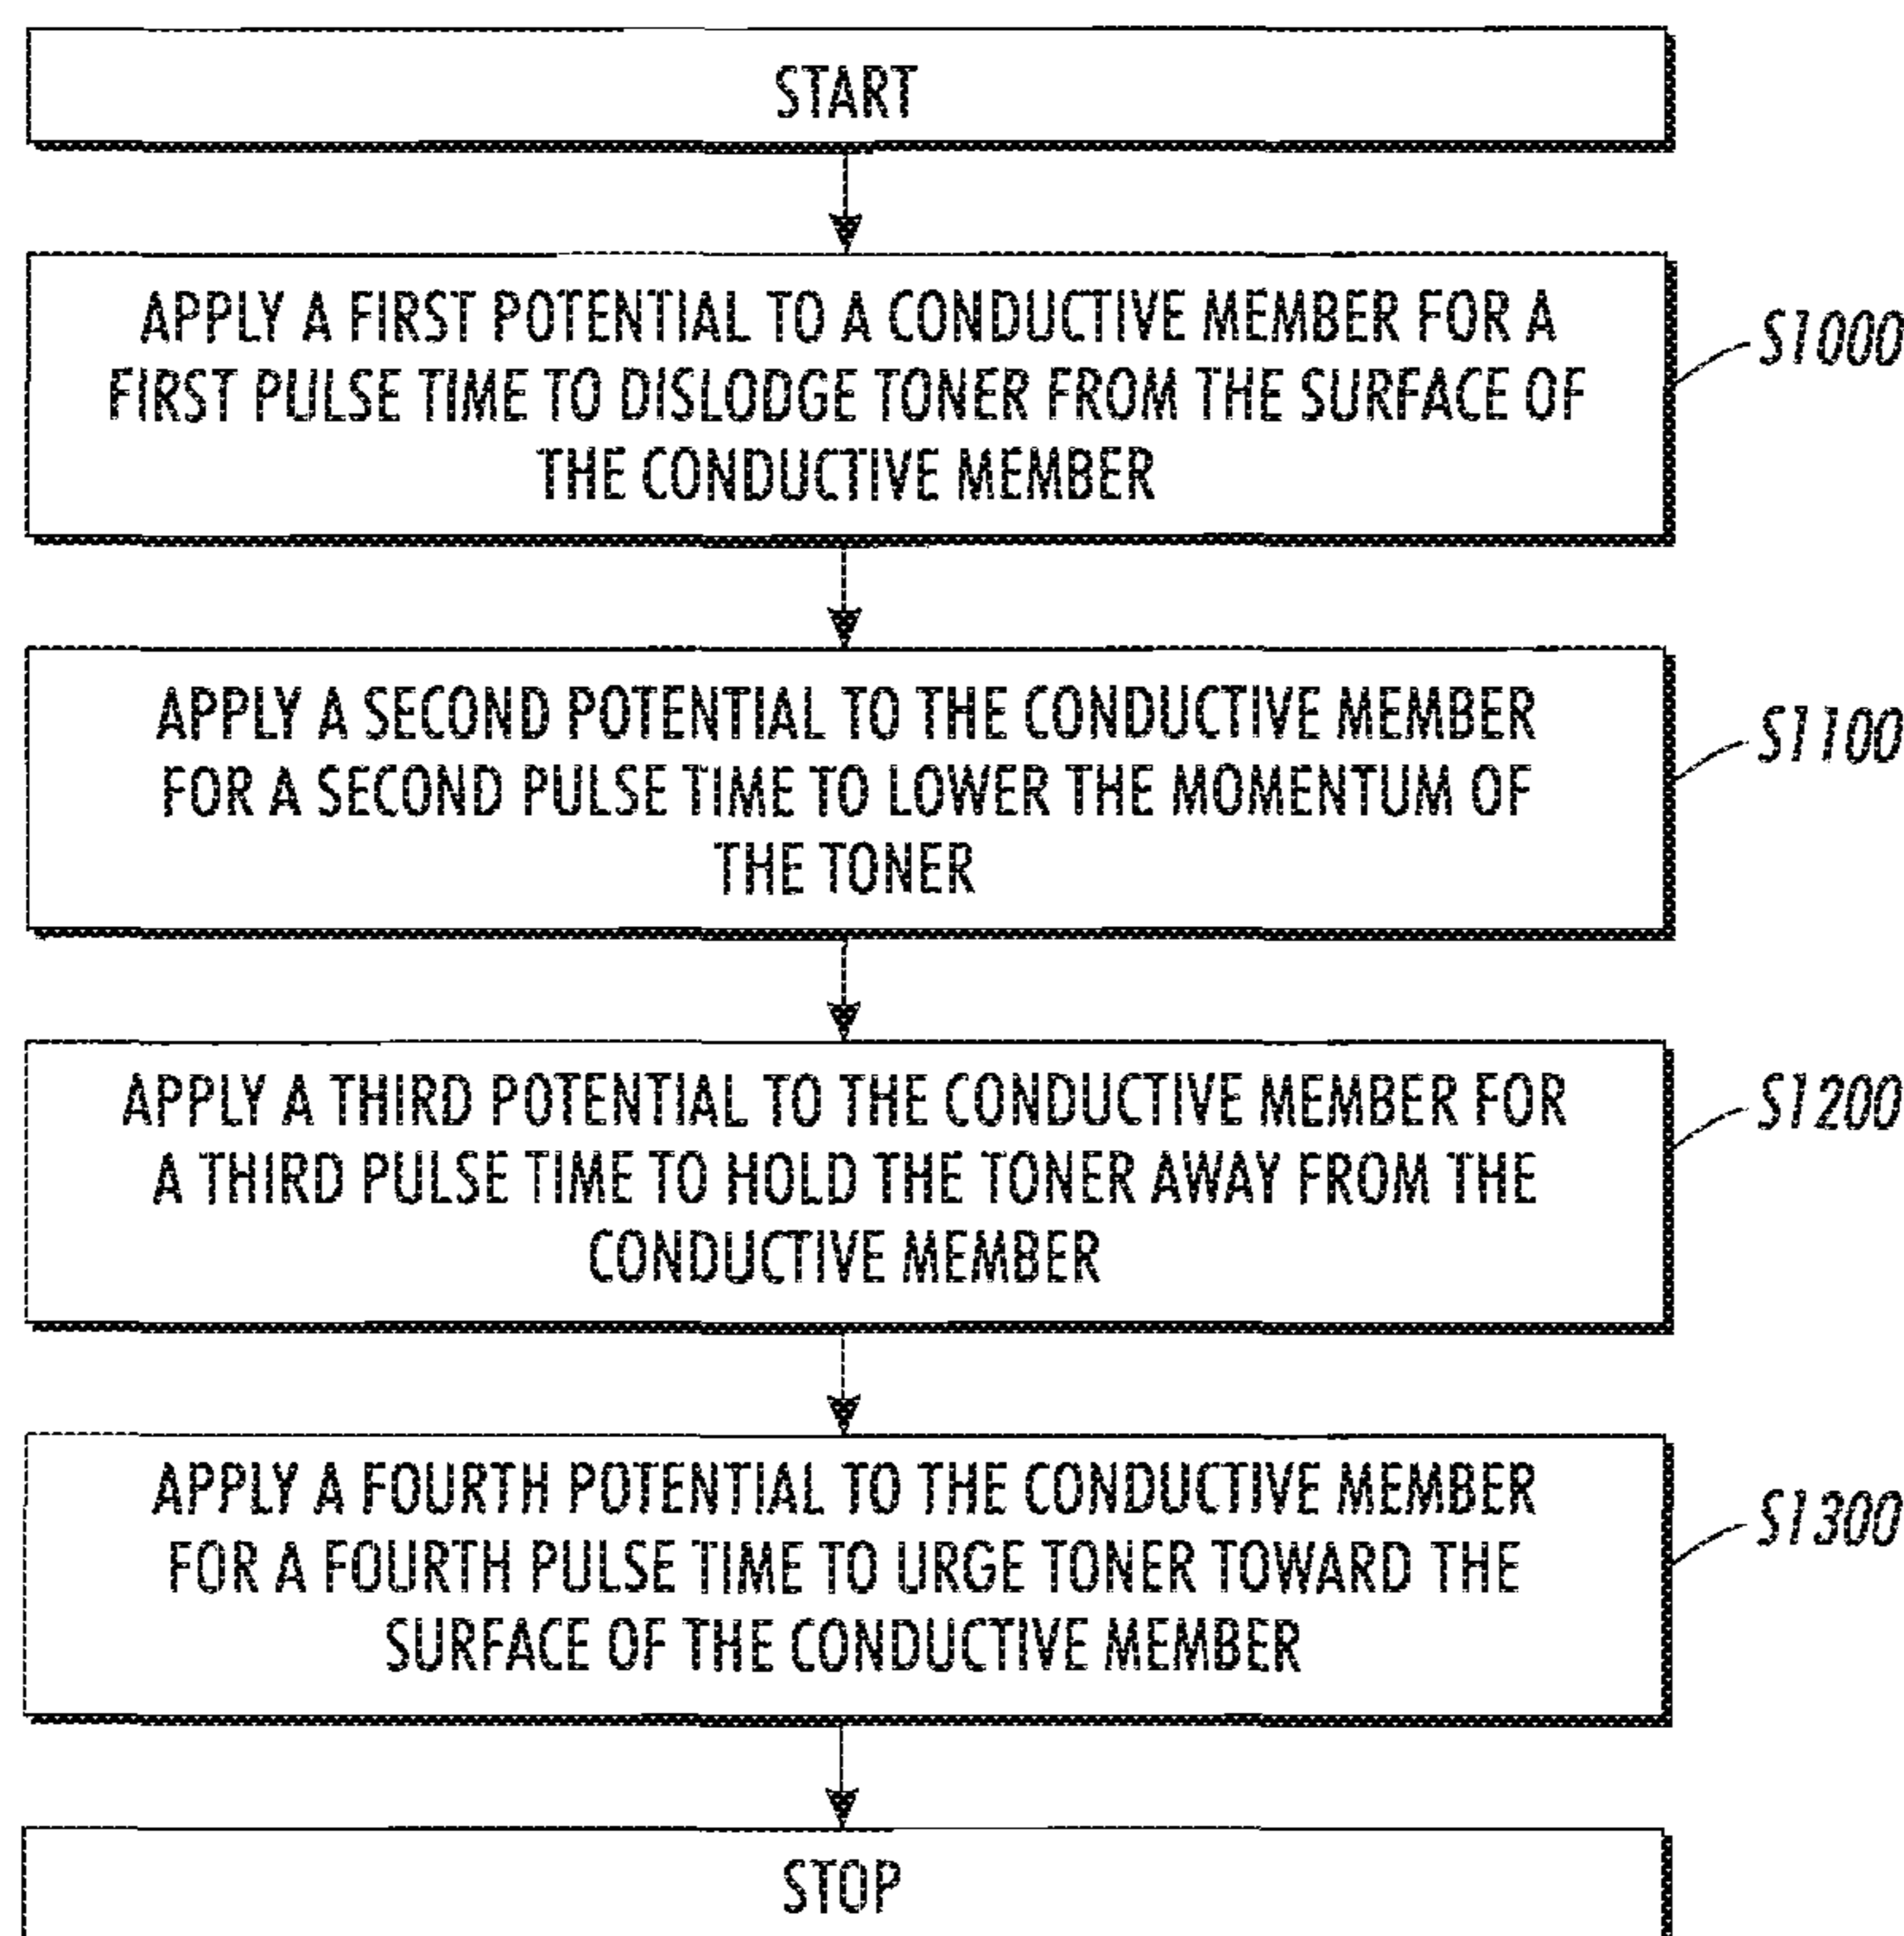 START
APPLY A FIRST POTENTIAL TO A CONDUCTIVE MEMBER FOR A
FIRST PULSE TIME TO DISLODGE TONER FROM THE SURFACE OF
THE CONDUCTIVE MEMBER
S1000
APPLY A SECOND POTENTIAL TO THE CONDUCTIVE MEMBER
FOR A SECOND PULSE TIME TO LOWER THE MOMENTUM OF
THE TONER
S1100
APPLY A THIRD POTENTIAL TO THE CONDUCTIVE MEMBER FOR
A THIRD PULSE TIME TO HOLD THE TONER AWAY FROM THE
CONDUCTIVE MEMBER
S1200
APPLY A FOURTH POTENTIAL TO THE CONDUCTIVE MEMBER
FOR A FOURTH PULSE TIME TO URGE TONER TOWARD THE
SURFACE OF THE CONDUCTIVE MEMBER
S1300
STOP